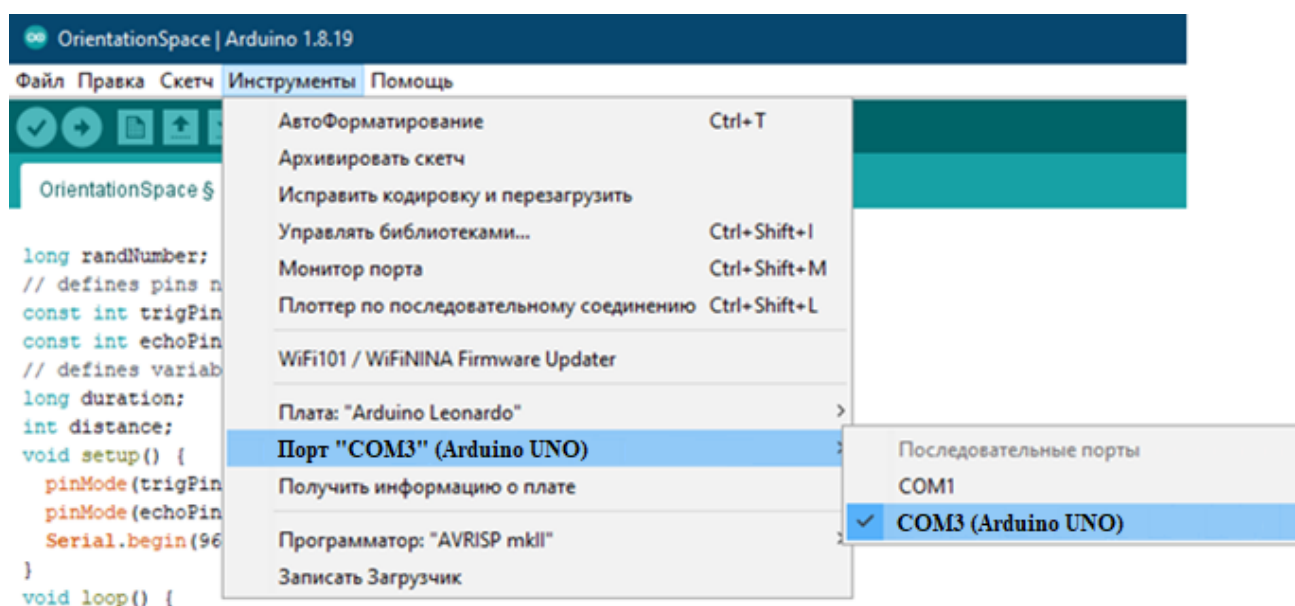 OrientationSpace | Arduino 1.8.19
Файл Правка Скетч Инструменты Помощь
OrientationSpace §
АвтоФорматирование Ctrl+T
Архивировать скетч
Исправить кодировку и перезагрузить
Управлять библиотеками... Ctrl+Shift+I
Монитор порта Ctrl+Shift+M
Плоттер по последовательному соединению Ctrl+Shift+L
WiFi101 / WiFiNINA Firmware Updater
Плата: "Arduino Leonardo"
Порт "COM3" (Arduino UNO)
Получить информацию о плате
Программатор: "AVRISP mkII"
Записать Загрузчик
Последовательные порты
COM1
COM3 (Arduino UNO)
long randNumber;
// defines pins n
const int trigPin
const int echoPin
// defines variab
long duration;
int distance;
void setup() {
pinMode(trigPin
pinMode(echoPin
Serial.begin(96
}
void loop() {